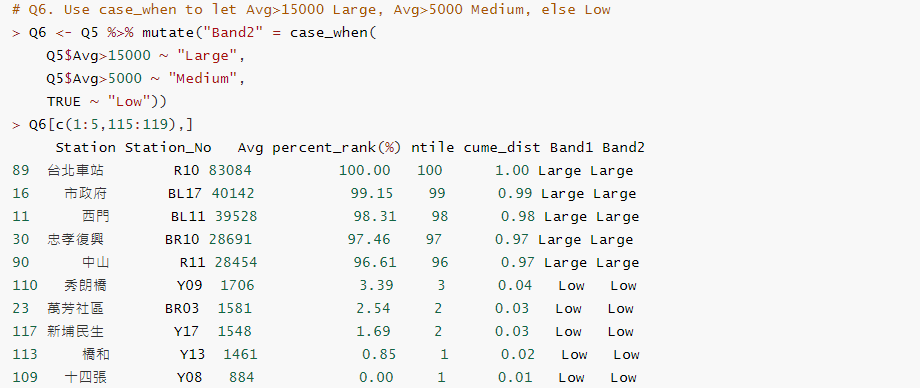 # Q6. Use case_when to let Avg>15000 Large, Avg>5000 Medium, else Low
> Q6 <- Q5 %>% mutate("Band2" = case_when(
    Q5$Avg>15000 ~ "Large",
    Q5$Avg>5000 ~ "Medium",
    TRUE ~ "Low"))
> Q6[c(1:5,115:119),]
     Station Station_No   Avg percent_rank(%) ntile cume_dist Band1 Band2
89  台北車站        R10 83084          100.00   100      1.00 Large Large
16    市政府       BL17 40142           99.15    99      0.99 Large Large
11      西門       BL11 39528           98.31    98      0.98 Large Large
30  忠孝復興       BR10 28691           97.46    97      0.97 Large Large
90      中山        R11 28454           96.61    96      0.97 Large Large
110   秀朗橋        Y09  1706            3.39     3      0.04   Low   Low
23  萬芳社區       BR03  1581            2.54     2      0.03   Low   Low
117 新埔民生        Y17  1548            1.69     2      0.03   Low   Low
113     橋和        Y13  1461            0.85     1      0.02   Low   Low
109   十四張        Y08   884            0.00     1      0.01   Low   Low